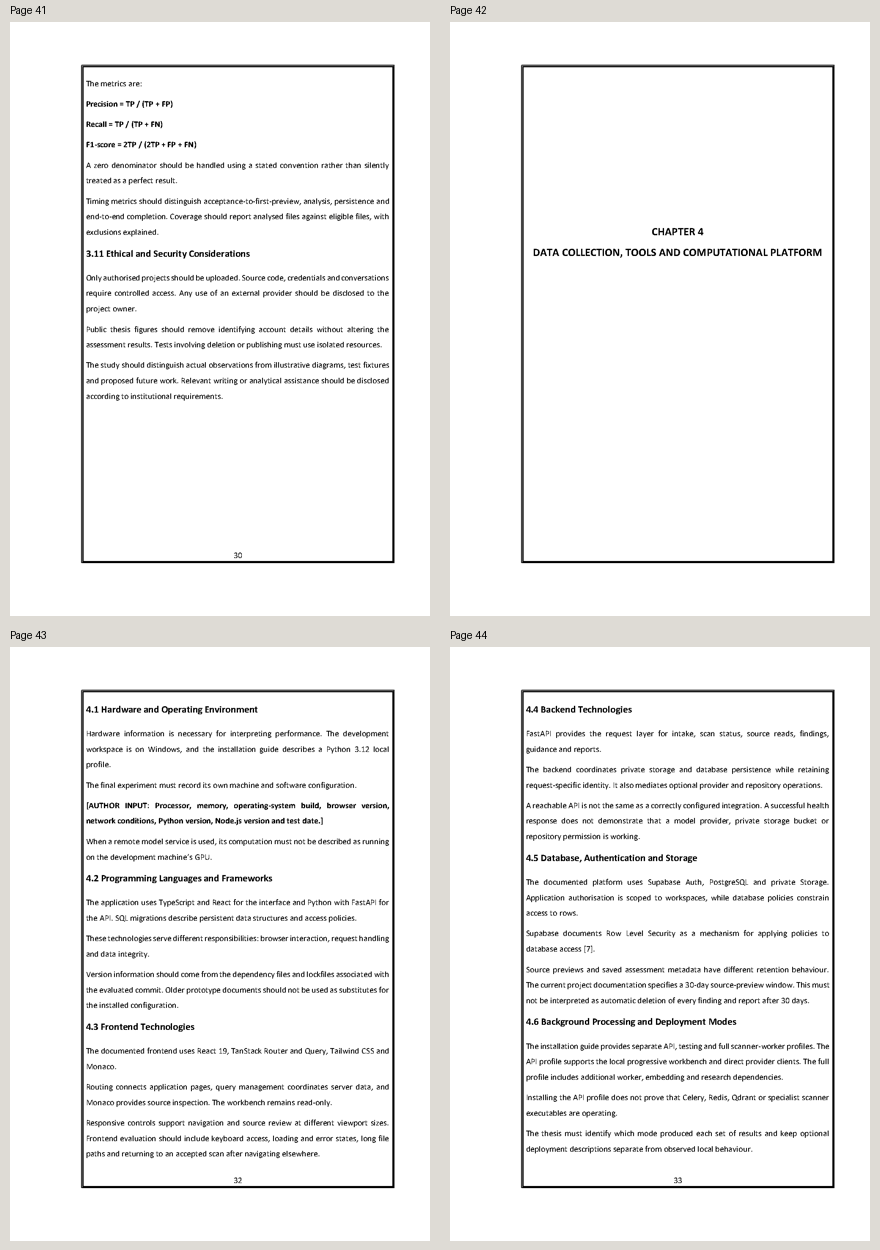 Page 41
The metrics are:
Precision = TP / (TP + FP)
Recall = TP / (TP + FN)
F1-score = 2TP / (2TP + FP + FN)
A zero denominator should be handled using a stated convention rather than silently
treated as a perfect result.
Timing metrics should distinguish acceptance-to-first-preview, analysis, persistence and
end-to-end completion. Coverage should report analysed files against eligible files, with
exclusions explained.
3.11 Ethical and Security Considerations
Only authorised projects should be uploaded. Source code, credentials and conversations
require controlled access. Any use of an external provider should be disclosed to the
project owner.
Public thesis figures should remove identifying account details without altering the
assessment results. Tests involving deletion or publishing must use isolated resources.
The study should distinguish actual observations from illustrative diagrams, test fixtures
and proposed future work. Relevant writing or analytical assistance should be disclosed
according to institutional requirements.
30
Page 42
CHAPTER 4
DATA COLLECTION, TOOLS AND COMPUTATIONAL PLATFORM
Page 43
4.1 Hardware and Operating Environment
Hardware information is necessary for interpreting performance. The development
workspace is on Windows, and the installation guide describes a Python 3.12 local
profile.
The final experiment must record its own machine and software configuration.
[AUTHOR INPUT: Processor, memory, operating-system build, browser version,
network conditions, Python version, Node.js version and test date.]
When a remote model service is used, its computation must not be described as running
on the development machine's GPU.
4.2 Programming Languages and Frameworks
The application uses TypeScript and React for the interface and Python with FastAPI for
the API. SQL migrations describe persistent data structures and access policies.
These technologies serve different responsibilities: browser interaction, request handling
and data integrity.
Version information should come from the dependency files and lockfiles associated with
the evaluated commit. Older prototype documents should not be used as substitutes for
the installed configuration.
4.3 Frontend Technologies
The documented frontend uses React 19, TanStack Router and Query, Tailwind CSS and
Monaco.
Routing connects application pages, query management coordinates server data, and
Monaco provides source inspection. The workbench remains read-only.
Responsive controls support navigation and source review at different viewport sizes.
Frontend evaluation should include keyboard access, loading and error states, long file
paths and returning to an accepted scan after navigating elsewhere.
32
Page 44
4.4 Backend Technologies
FastAPI provides the request layer for intake, scan status, source reads, findings,
guidance and reports.
The backend coordinates private storage and database persistence while retaining
request-specific identity. It also mediates optional provider and repository operations.
A reachable API is not the same as a correctly configured integration. A successful health
response does not demonstrate that a model provider, private storage bucket or
repository permission is working.
4.5 Database, Authentication and Storage
The documented platform uses Supabase Auth, PostgreSQL and private Storage.
Application authorisation is scoped to workspaces, while database policies constrain
access to rows.
Supabase documents Row Level Security as a mechanism for applying policies to
database access [7].
Source previews and saved assessment metadata have different retention behaviour.
The current project documentation specifies a 30-day source-preview window. This must
not be interpreted as automatic deletion of every finding and report after 30 days.
4.6 Background Processing and Deployment Modes
The installation guide provides separate API, testing and full scanner-worker profiles. The
API profile supports the local progressive workbench and direct provider clients. The full
profile includes additional worker, embedding and research dependencies.
Installing the API profile does not prove that Celery, Redis, Qdrant or specialist scanner
executables are operating.
The thesis must identify which mode produced each set of results and keep optional
deployment descriptions separate from observed local behaviour.
33